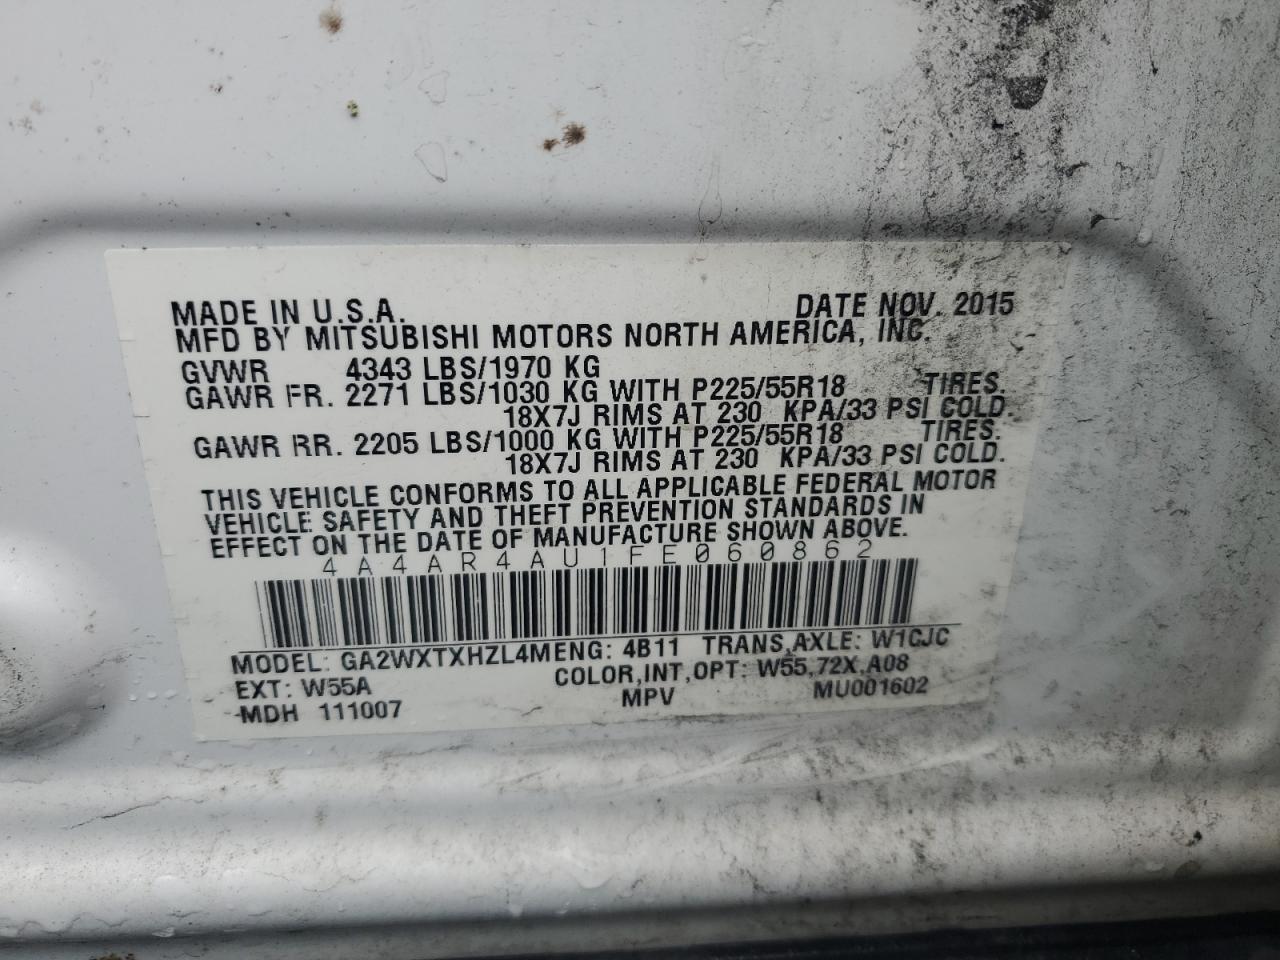 MADE IN U.S.A. DATE NOV. 2015
MFD BY MITSUBISHI MOTORS NORTH AMERICA, INC.
GVWR 4343 LBS/1970 KG
GAWR FR. 2271 LBS/1030 KG WITH P225/55R18 TIRES.
18X7J RIMS AT 230 KPA/33 PSI COLD.
GAWR RR. 2205 LBS/1000 KG WITH P225/55R18 TIRES.
18X7J RIMS AT 230 KPA/33 PSI COLD.
THIS VEHICLE CONFORMS TO ALL APPLICABLE FEDERAL MOTOR
VEHICLE SAFETY AND THEFT PREVENTION STANDARDS IN
EFFECT ON THE DATE OF MANUFACTURE SHOWN ABOVE.
4A4AR4AU1FE060862
MODEL: GA2WXTXHZL4MENG: 4B11 TRANS,AXLE: W1CJC
EXT: W55A COLOR,INT,OPT: W55,72X,A08
MDH 111007 MPV MU001602